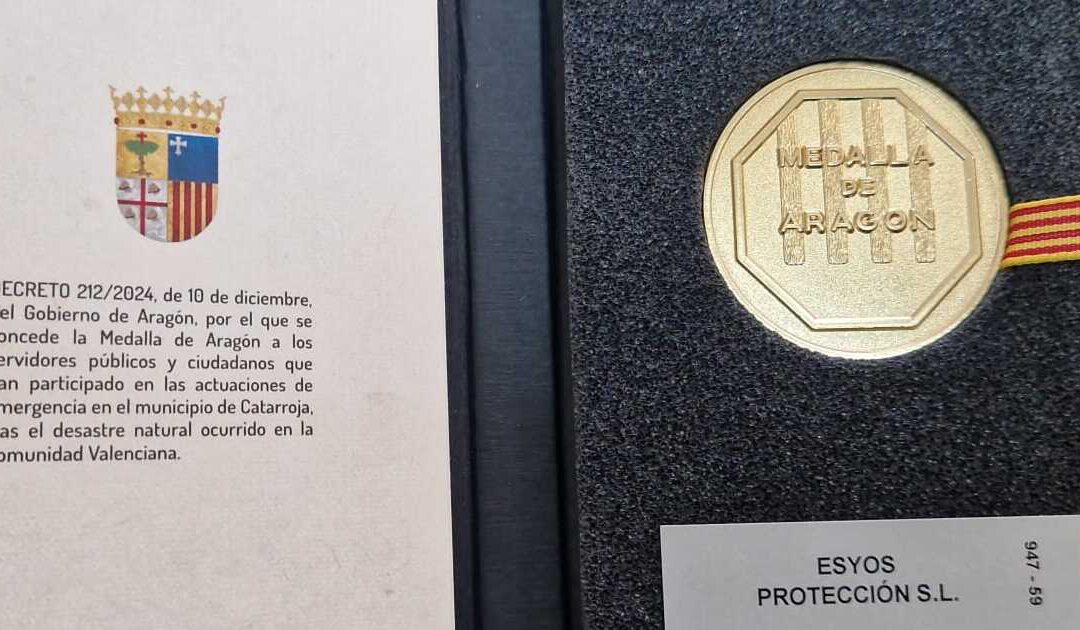 ECRETO 212/2024, de 10 de diciembre,
el Gobierno de Aragón, por el que se
oncede la Medalla de Aragón a los
ervidores públicos y ciudadanos que
an participado en las actuaciones de
mergencia en el municipio de Catarroja,
as el desastre natural ocurrido en la
omunidad Valenciana.
MEDALLA
DE
ARAGON
ESYOS
PROTECCIÓN S.L.
947 - 59